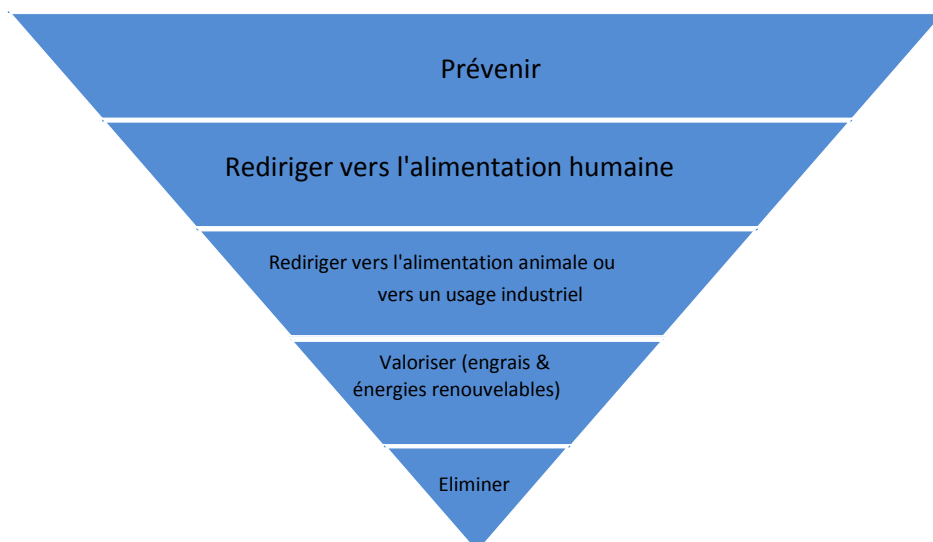 Prévenir
Rediriger vers l'alimentation humaine
Rediriger vers l'alimentation animale ou
vers un usage industriel
Valoriser (engrais &
énergies renouvelables)
Eliminer